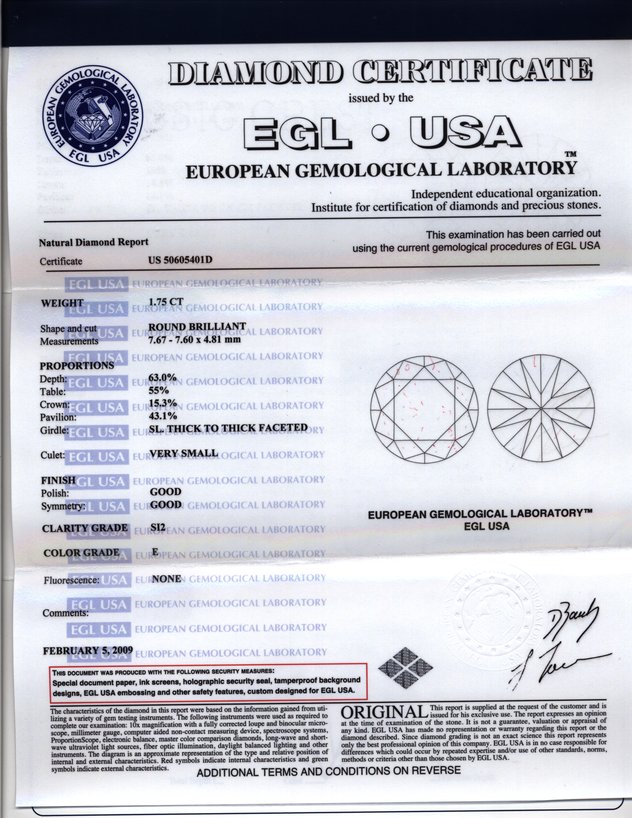 EUROPEAN GEMOLOGICAL LABORATORY
EGL USA
DIAMOND CERTIFICATE
issued by the
EGL • USA
EUROPEAN GEMOLOGICAL LABORATORY™
Independent educational organization.
Institute for certification of diamonds and precious stones.
Natural Diamond Report
This examination has been carried out
using the current gemological procedures of EGL USA
Certificate US 50605401D
WEIGHT 1.75 CT
Shape and cut ROUND BRILLIANT
Measurements 7.67 - 7.60 x 4.81 mm
PROPORTIONS
Depth: 63.0%
Table: 55%
Crown: 15.3%
Pavilion: 43.1%
Girdle: SL. THICK TO THICK FACETED
Culet: VERY SMALL
FINISH
Polish: GOOD
Symmetry: GOOD
CLARITY GRADE SI2
COLOR GRADE E
Fluorescence: NONE
Comments:
FEBRUARY 5, 2009
EGL USA EUROPEAN GEMOLOGICAL LABORATORY
EUROPEAN GEMOLOGICAL LABORATORY™
EGL USA
THIS DOCUMENT WAS PRODUCED WITH THE FOLLOWING SECURITY MEASURES:
Special document paper, ink screens, holographic security seal, tamperproof background
designs, EGL USA embossing and other safety features, custom designed for EGL USA.
The characteristics of the diamond in this report were based on the information gained from uti-
lizing a variety of gem testing instruments. The following instruments were used as required to
complete our examination: 10x magnification with a fully corrected loupe and binocular micro-
scope, millimeter gauge, computer aided non-contact measuring device, spectroscope systems,
ProportionScope, electronic balance, master color comparison diamonds, long-wave and short-
wave ultraviolet light sources, fiber optic illumination, daylight balanced lighting and other
instruments. The diagram is an approximate representation of the type and relative position of
internal and external characteristics. Red symbols indicate internal characteristics and green
symbols indicate external characteristics.
ORIGINAL This report is supplied at the request of the customer and is
issued for his exclusive use. The report expresses an opinion
at the time of examination of the stone. It is not a guarantee, valuation or appraisal of
any kind. EGL USA has made no representation or warranty regarding this report or the
diamond described. Since diamond grading is not an exact science this report represents
only the best professional opinion of this company. EGL USA is in no case responsible for
differences which could occur by repeated expertise and/or use of other standards, norms,
methods or criteria other than those chosen by EGL USA.
ADDITIONAL TERMS AND CONDITIONS ON REVERSE